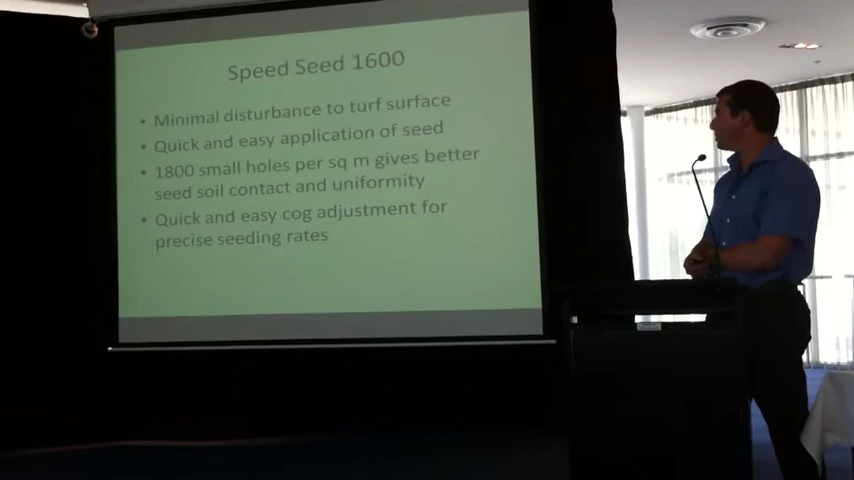 Speed Seed 1600
• Minimal disturbance to turf surface
• Quick and easy application of seed
• 1800 small holes per sq m gives better
seed soil contact and uniformity
• Quick and easy cog adjustment for
precise seeding rates